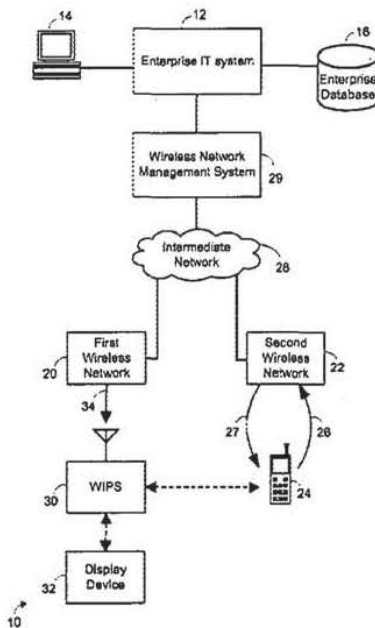 14
12
16
Enterprise IT system
Enterprise
Database
Wireless Network
Management System
29
Intermediate
Network
28
First
Wireless
Network
20
Second
Wireless
Network
22
34
27
26
WIPS
30
24
Display
Device
32
10